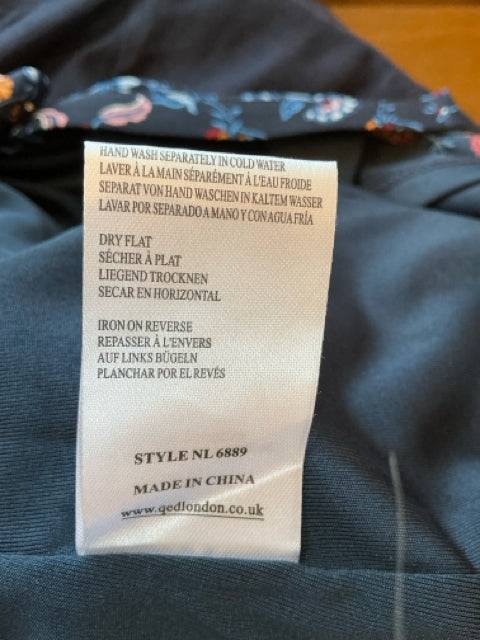 HAND WASH SEPARATELY IN COLD WATER
LAVER À LA MAIN SÉPARÉMENT À L'EAU FROIDE
SEPARAT VON HAND WASCHEN IN KALTEM WASSER
LAVAR POR SEPARADO A MANO Y CON AGUA FRÍA
DRY FLAT
SÉCHER À PLAT
LIEGEND TROCKNEN
SECAR EN HORIZONTAL
IRON ON REVERSE
REPASSER À L'ENVERS
AUF LINKS BÜGELN
PLANCHAR POR EL REVÉS
STYLE NL 6889
MADE IN CHINA
www.qedlondon.co.uk